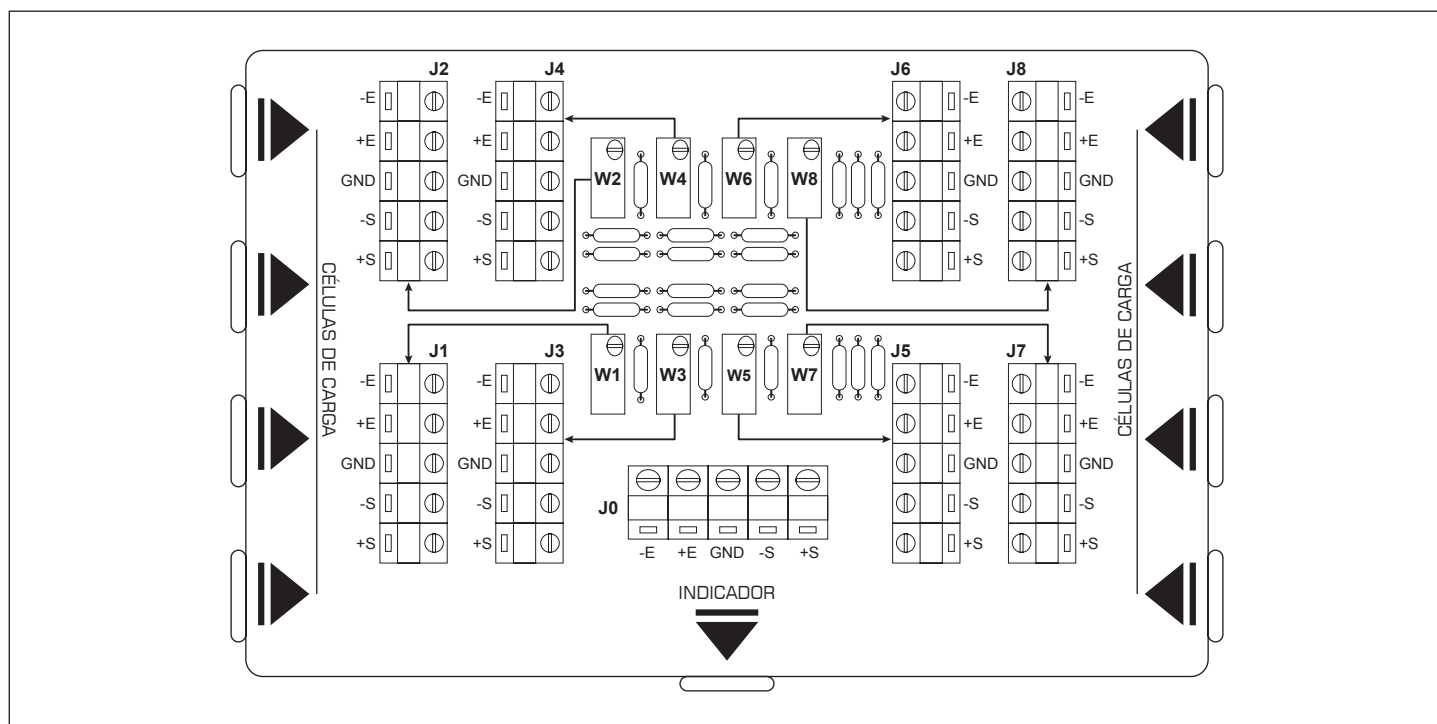 J2 J4 J6 J8
-E -E -E -E
+E +E +E +E
W2 W4 W6 W8
GND GND GND GND
-S -S -S -S
+S +S +S +S
CÉLULAS DE CARGA
CÉLULAS DE CARGA
J1 J3 J5 J7
W1 W3 W5 W7
-E -E -E -E
+E +E +E +E
GND GND GND GND
-S -S -S -S
+S +S +S +S
J0
-E +E GND -S +S
INDICADOR